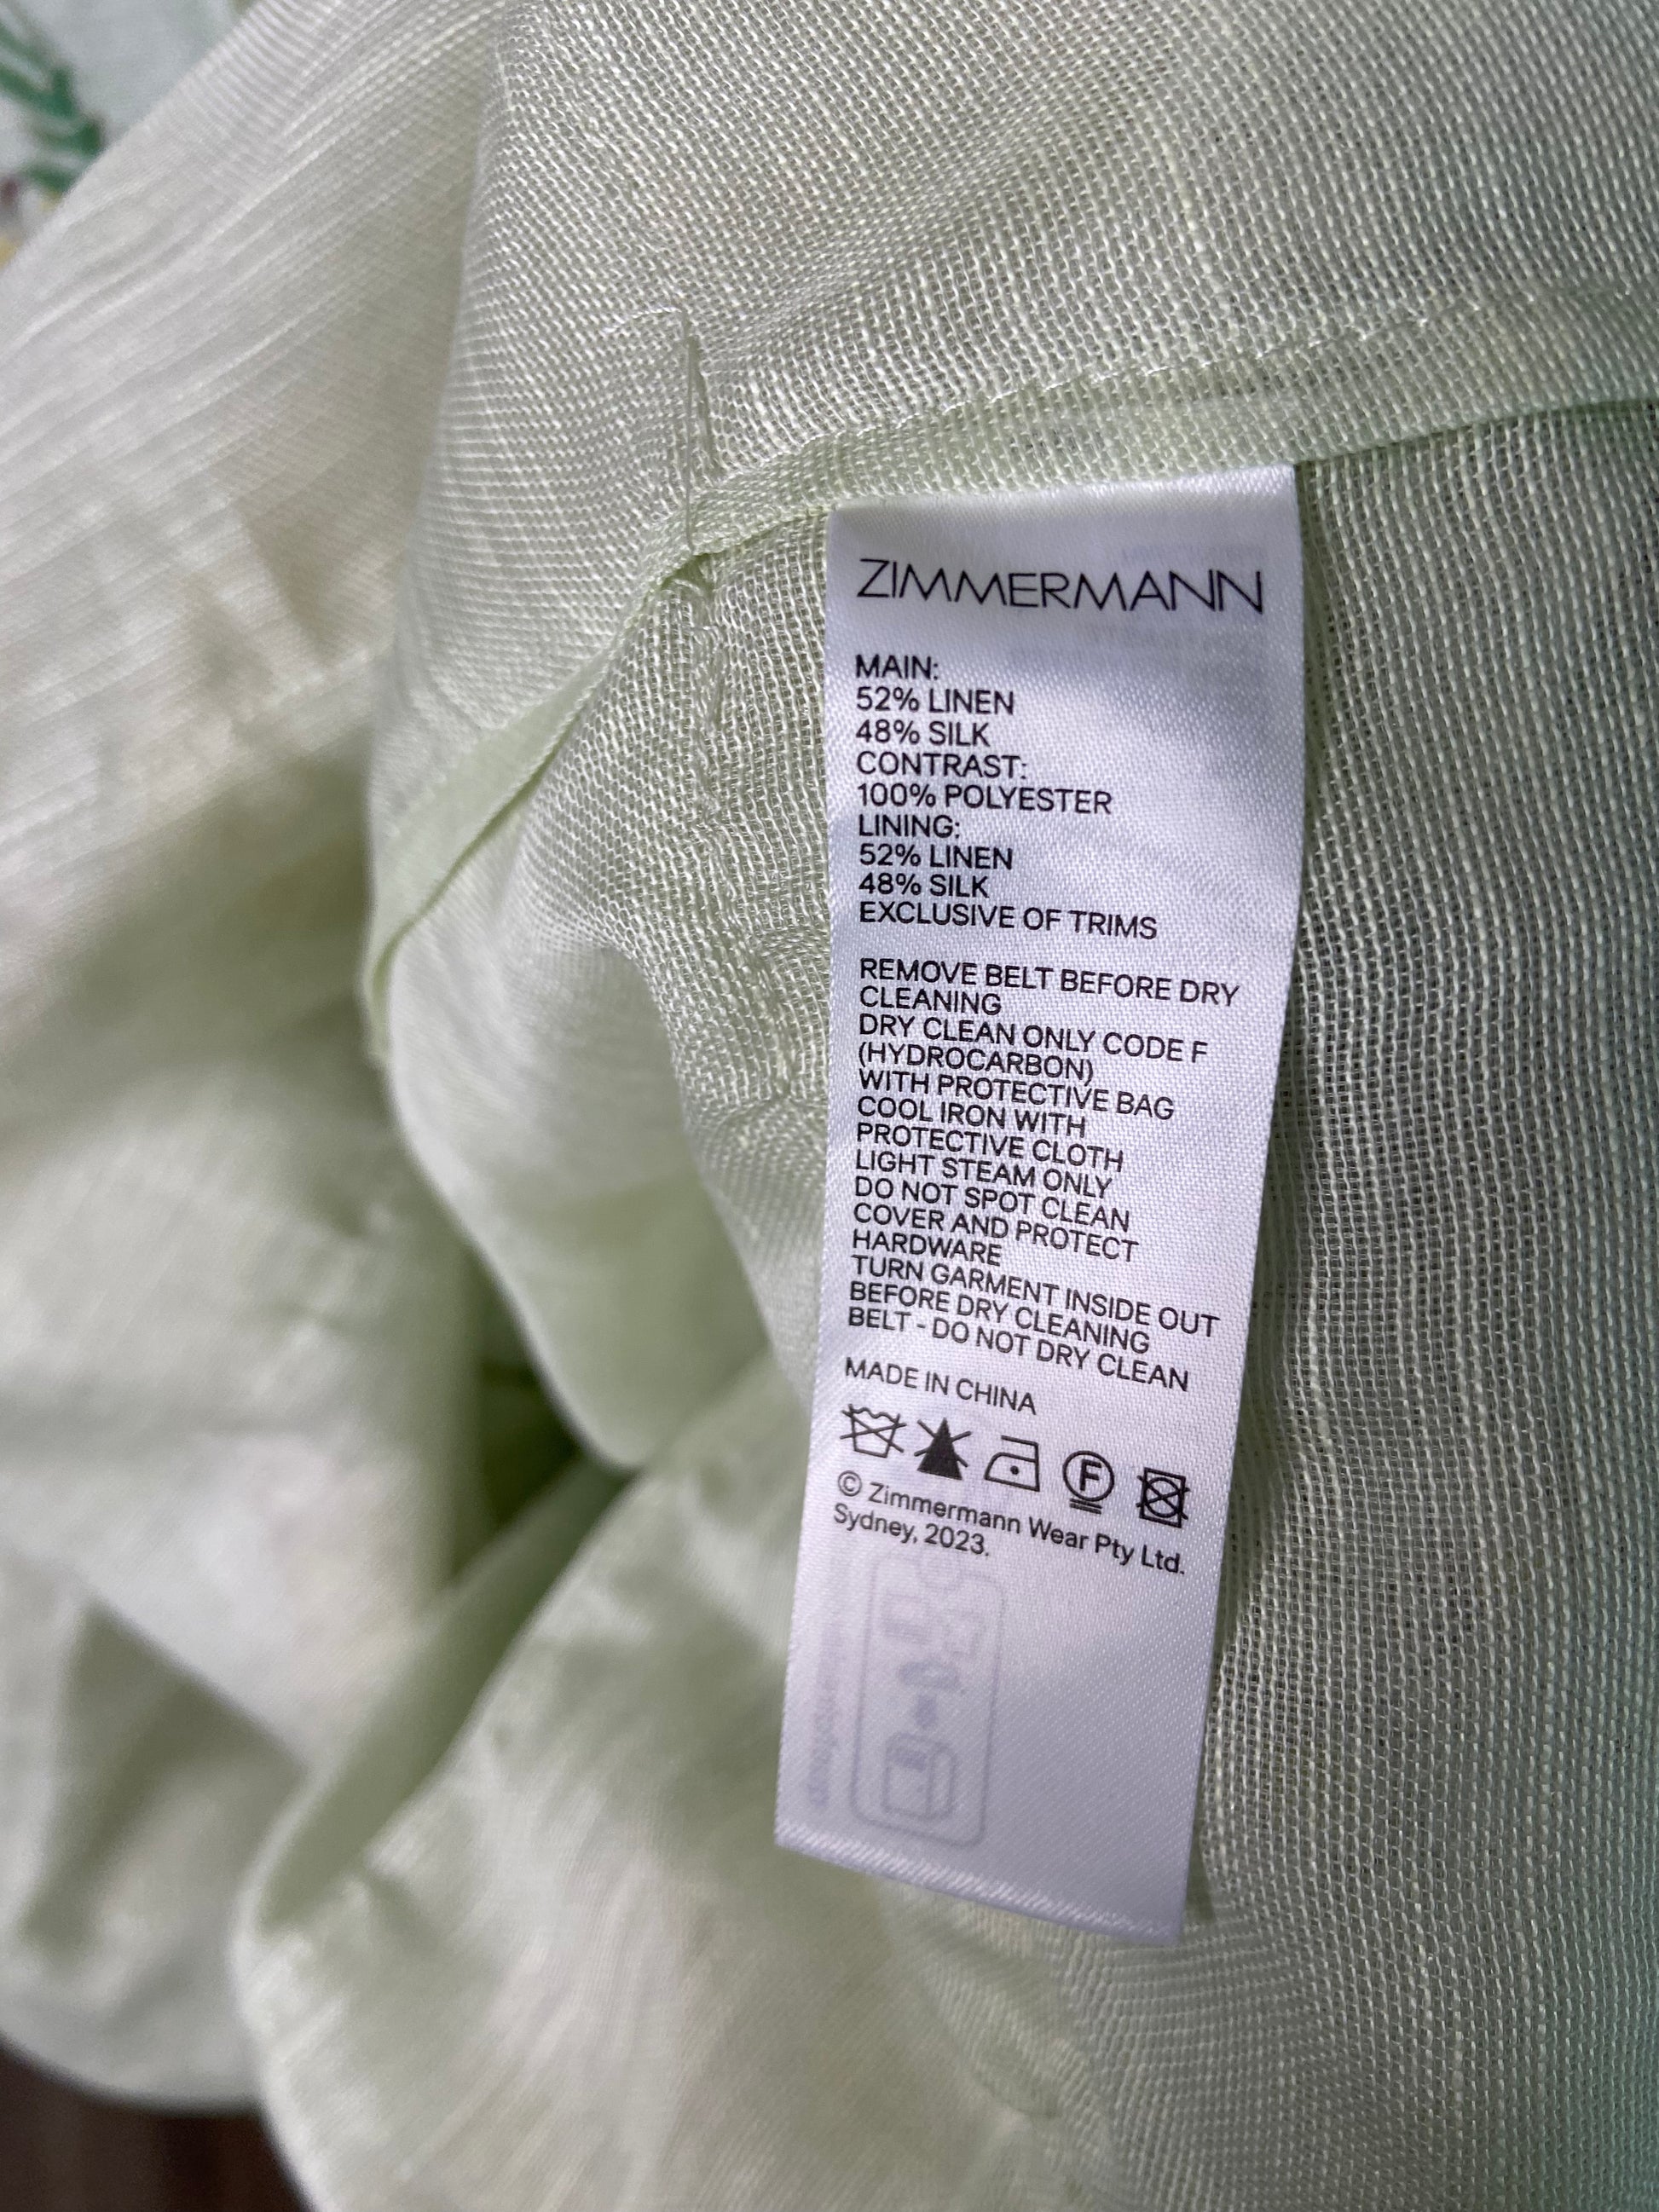 ZIMMERMANN
MAIN:
52% LINEN
48% SILK
CONTRAST:
100% POLYESTER
LINING:
52% LINEN
48% SILK
EXCLUSIVE OF TRIMS
REMOVE BELT BEFORE DRY
CLEANING
DRY CLEAN ONLY CODE F
(HYDROCARBON)
WITH PROTECTIVE BAG
COOL IRON WITH
PROTECTIVE CLOTH
LIGHT STEAM ONLY
DO NOT SPOT CLEAN
COVER AND PROTECT
HARDWARE
TURN GARMENT INSIDE OUT
BEFORE DRY CLEANING
BELT - DO NOT DRY CLEAN
MADE IN CHINA
F
© Zimmermann Wear Pty Ltd.
Sydney, 2023.